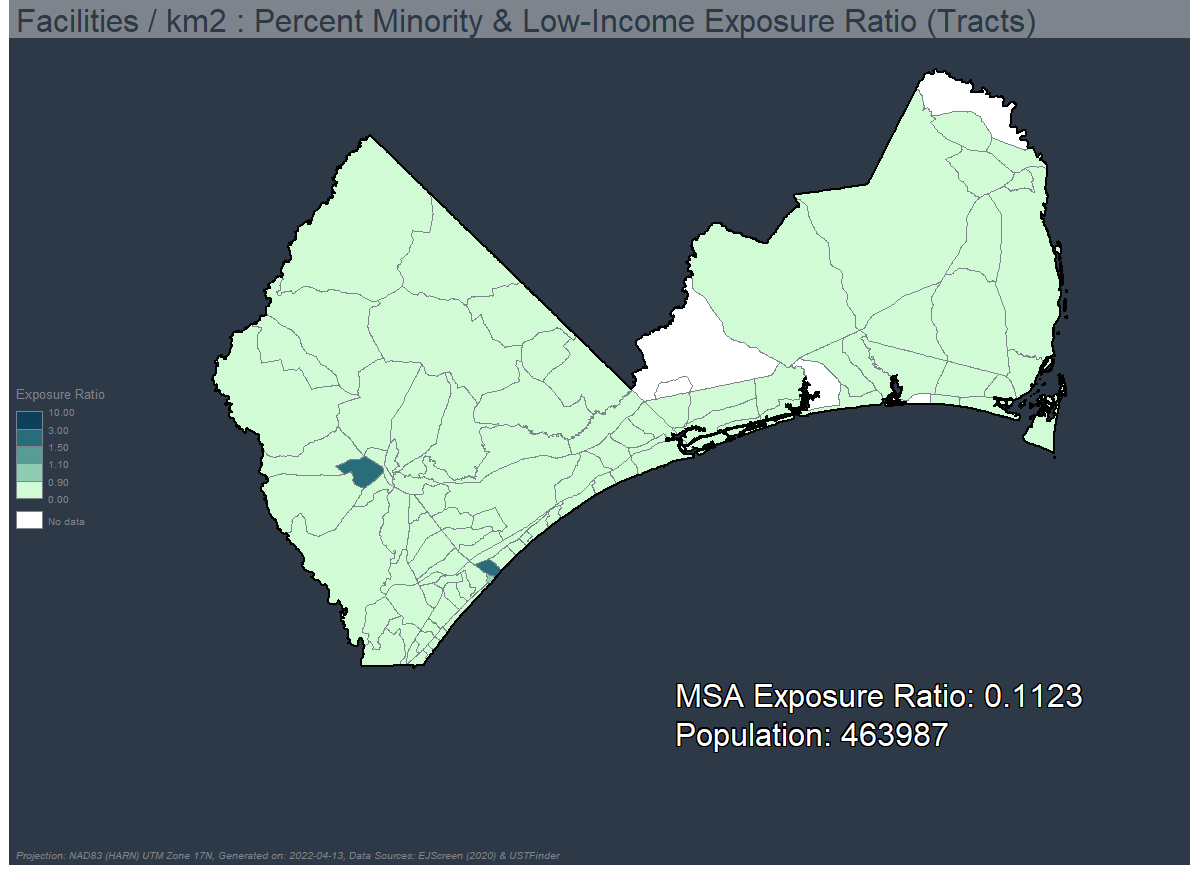 Facilities / km2 : Percent Minority & Low-Income Exposure Ratio (Tracts)
Exposure Ratio
10.00
3.00
1.50
1.10
0.90
0.00
No data
MSA Exposure Ratio: 0.1123
Population: 463987
Projection: NAD83 (HARN) UTM Zone 17N, Generated on: 2022-04-13, Data Sources: EJScreen (2020) & USTFinder